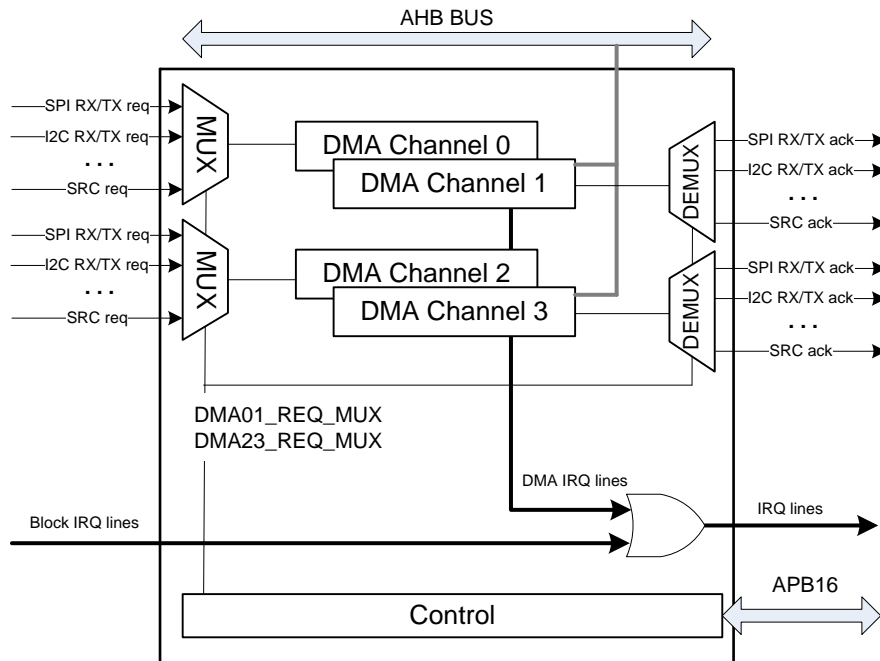 AHB BUS
SPI RX/TX req
I2C RX/TX req
. . .
SRC req
MUX
DMA Channel 0
DMA Channel 1
DEMUX
SPI RX/TX ack
I2C RX/TX ack
. . .
SRC ack
SPI RX/TX req
I2C RX/TX req
. . .
SRC req
MUX
DMA Channel 2
DMA Channel 3
DEMUX
SPI RX/TX ack
I2C RX/TX ack
. . .
SRC ack
DMA01_REQ_MUX
DMA23_REQ_MUX
DMA IRQ lines
Block IRQ lines
IRQ lines
APB16
Control